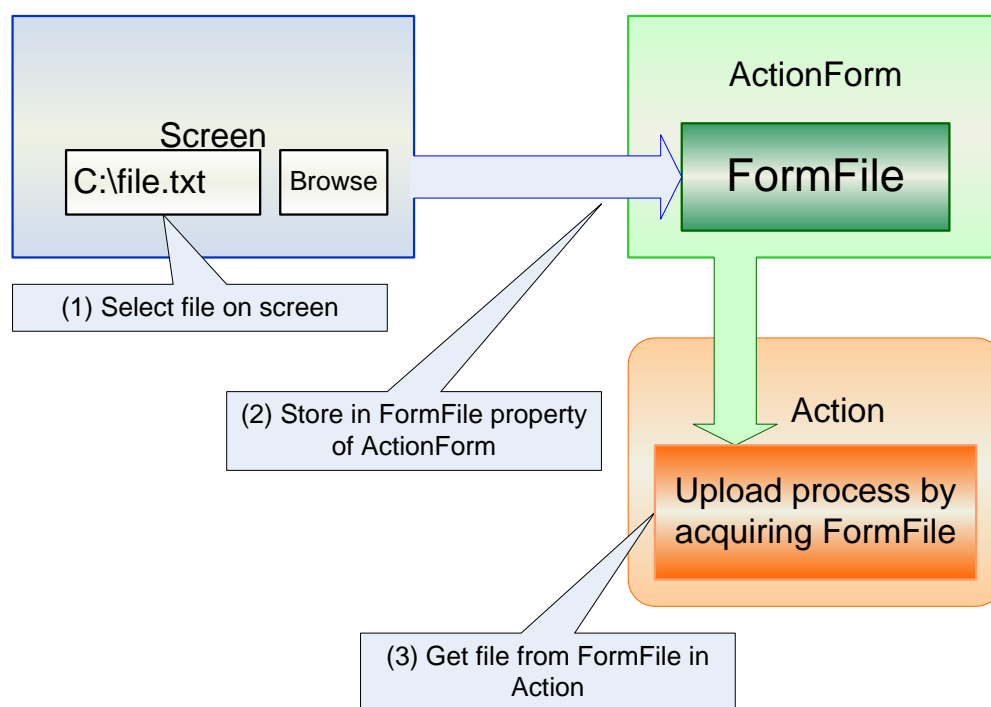 Screen
C:\file.txt
Browse
(1) Select file on screen
ActionForm
FormFile
(2) Store in FormFile property
of ActionForm
Action
Upload process by
acquiring FormFile
(3) Get file from FormFile in
Action